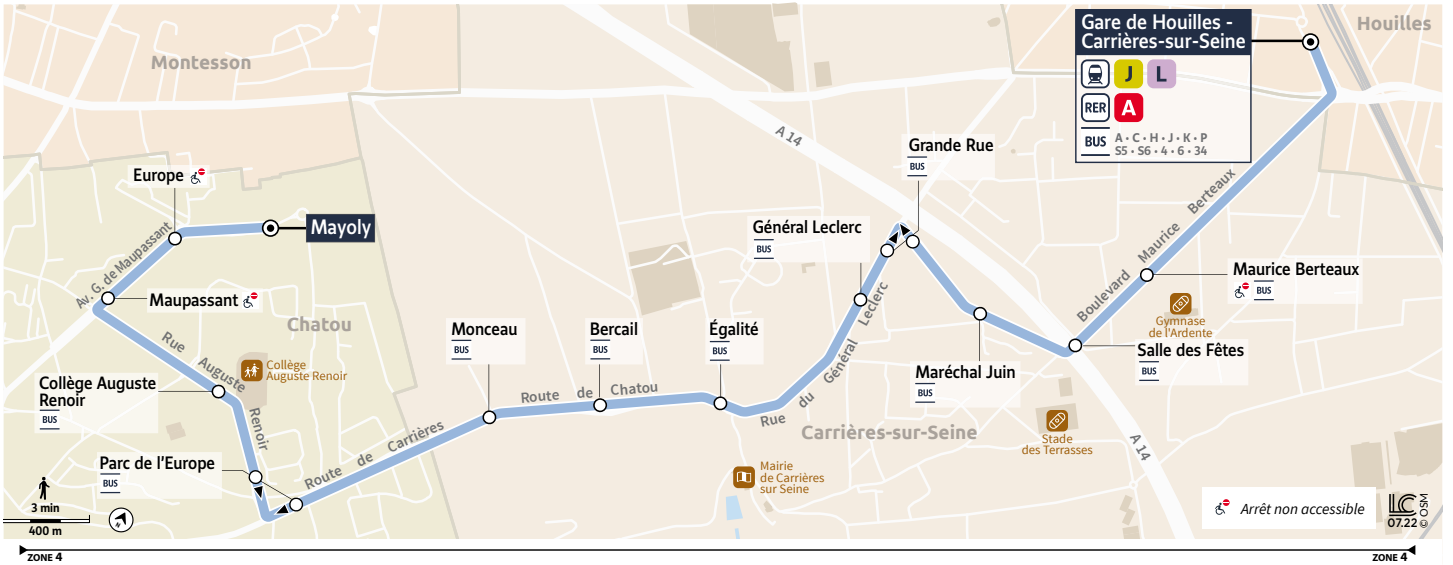 Montesson
Houilles
Gare de Houilles -
Carrières-sur-Seine
J L
RER A
BUS A • C • H • J • K • P
S5 • S6 • 4 • 6 • 34
A 14
Grande Rue
BUS
Europe
Mayoly
Av. G. de Maupassant
Maupassant
Chatou
Général Leclerc
BUS
Boulevard Maurice Berteaux
Maurice Berteaux
BUS
Gymnase
de l'Ardente
Salle des Fêtes
BUS
Monceau
BUS
Bercail
BUS
Égalité
BUS
Rue du Général Leclerc
Maréchal Juin
BUS
Rue Auguste Renoir
Collège
Auguste Renoir
Collège Auguste
Renoir
BUS
Route de Chatou
Route de Carrières
Carrières-sur-Seine
Stade
des Terrasses
A 14
Parc de l'Europe
BUS
Mairie
de Carrières
sur Seine
3 min
400 m
Arrêt non accessible
LC
07.22
© OSM
ZONE 4
ZONE 4